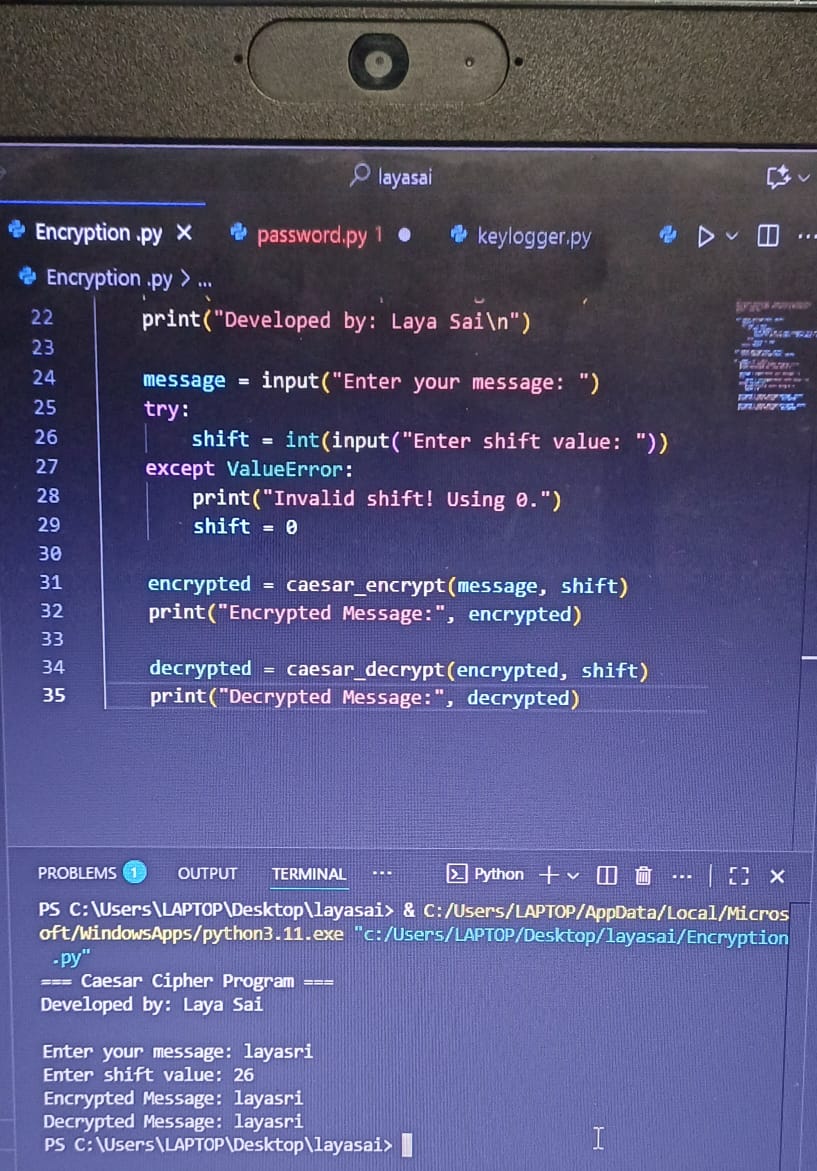 layasai
Encryption .py
password.py 1
keylogger.py
Encryption .py > ...
22 print("Developed by: Laya Sai\n")
23
24 message = input("Enter your message: ")
25 try:
26 shift = int(input("Enter shift value: "))
27 except ValueError:
28 print("Invalid shift! Using 0.")
29 shift = 0
30
31 encrypted = caesar_encrypt(message, shift)
32 print("Encrypted Message:", encrypted)
33
34 decrypted = caesar_decrypt(encrypted, shift)
35 print("Decrypted Message:", decrypted)
PROBLEMS 1 OUTPUT TERMINAL ... Python
PS C:\Users\LAPTOP\Desktop\layasai> & C:/Users/LAPTOP/AppData/Local/Micros
oft/WindowsApps/python3.11.exe "c:/Users/LAPTOP/Desktop/layasai/Encryption
.py"
=== Caesar Cipher Program ===
Developed by: Laya Sai
Enter your message: layasri
Enter shift value: 26
Encrypted Message: layasri
Decrypted Message: layasri
PS C:\Users\LAPTOP\Desktop\layasai>